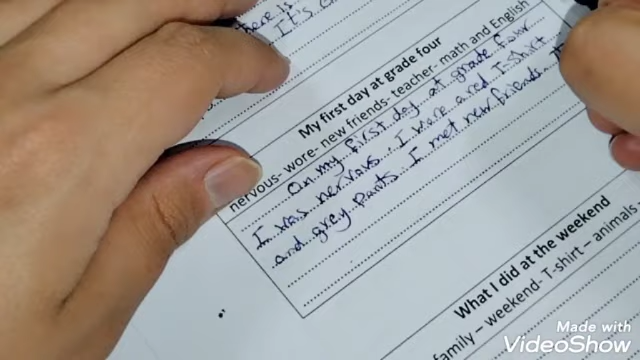 there is
It's
My first day at grade four
nervous- wore- new friends- teacher- math and English
On my first day at grade four
I was nervous. I wore a red T-shirt
and grey pants. I met new friends.
What I did at the weekend
family – weekend- T-shirt – animals -
Made with
VideoShow